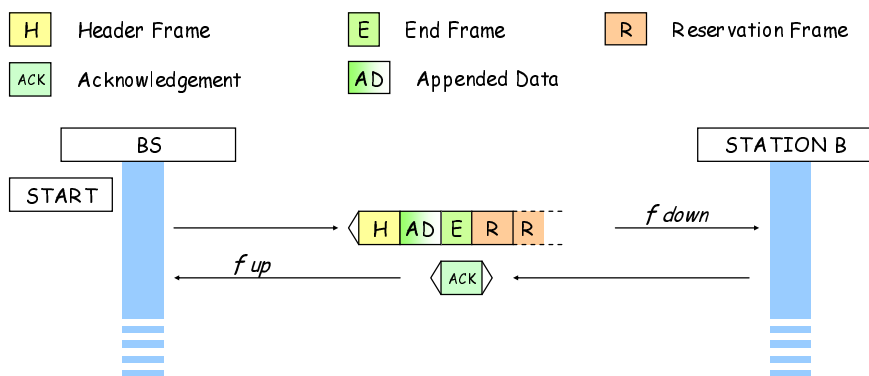 H Header Frame E End Frame R Reservation Frame
ACK Acknowledgement AD Appended Data
BS STATION B
START
H AD E R R f down
f up ACK